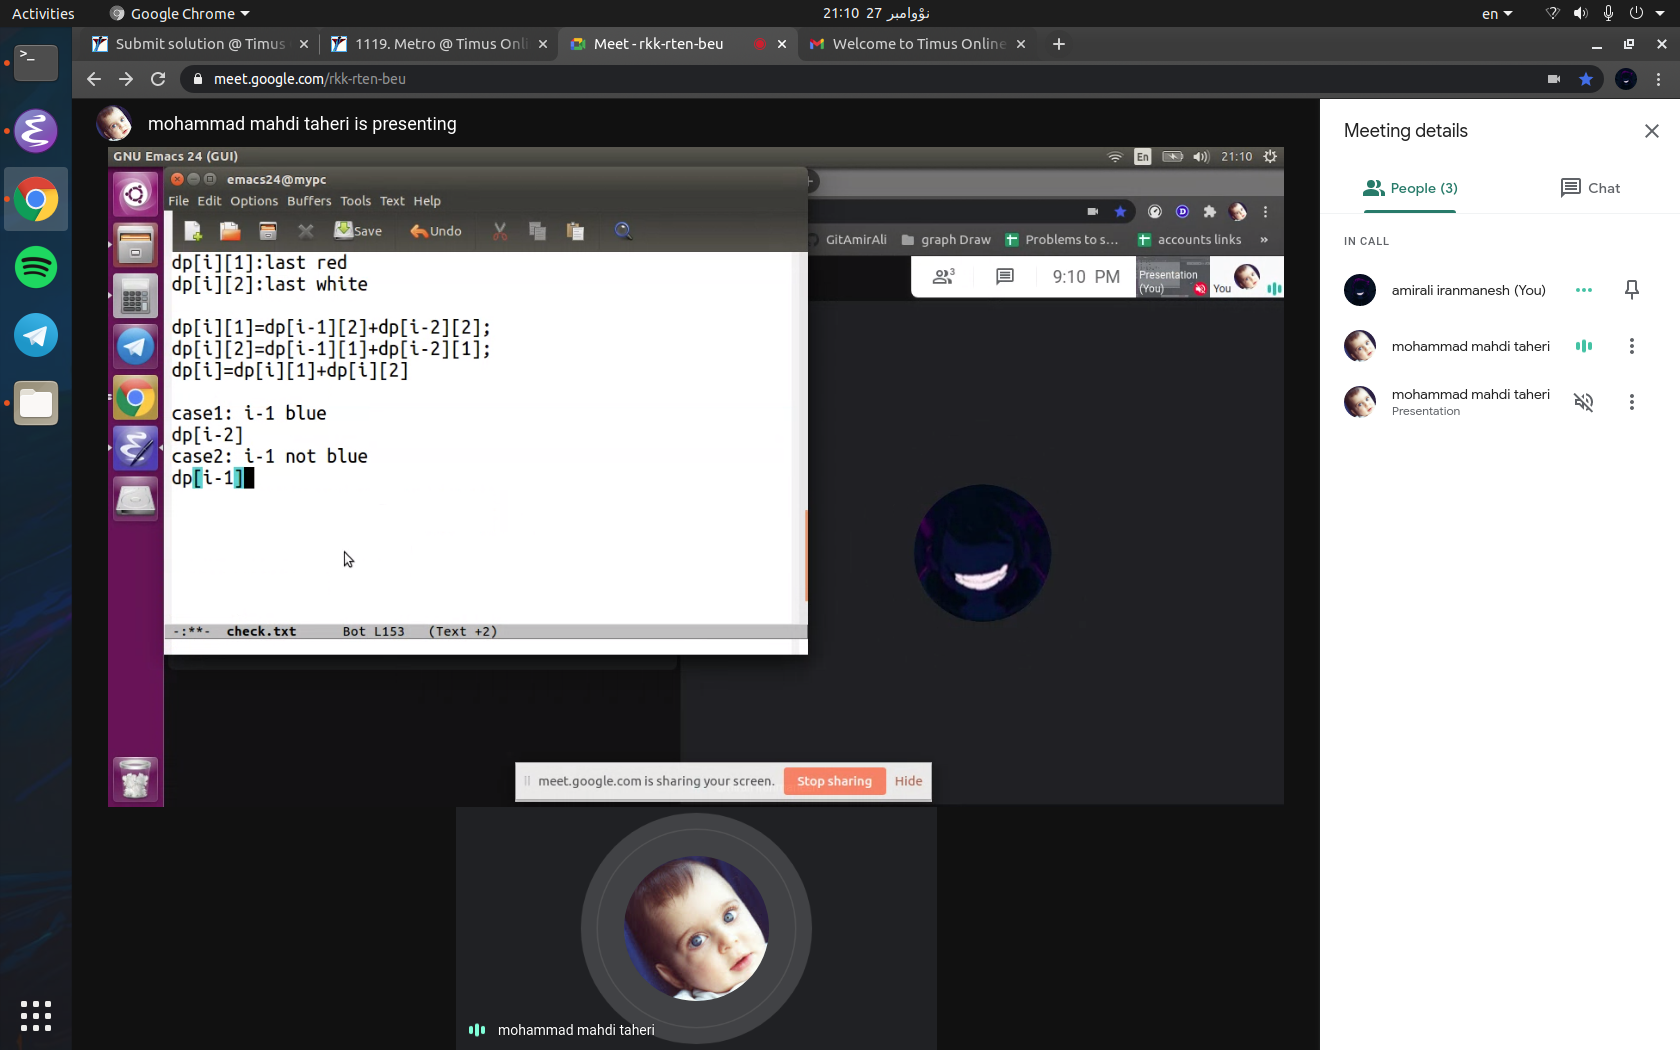 Activities
Google Chrome
21:10 27 نؤوامبر
en
Submit solution @ Timus
1119. Metro @ Timus Onli
Meet - rkk-rten-beu
Welcome to Timus Online
meet.google.com/rkk-rten-beu
mohammad mahdi taheri is presenting
GNU Emacs 24 (GUI)
En
21:10
emacs24@mypc
File Edit Options Buffers Tools Text Help
Save
Undo
GitAmirAli
graph Draw
Problems to s...
accounts links
»
3
9:10 PM
Presentation
(You)
You
dp[i][1]:last red
dp[i][2]:last white
dp[i][1]=dp[i-1][2]+dp[i-2][2];
dp[i][2]=dp[i-1][1]+dp[i-2][1];
dp[i]=dp[i][1]+dp[i][2]
case1: i-1 blue
dp[i-2]
case2: i-1 not blue
dp[i-1]
-:**- check.txt Bot L153 (Text +2)
meet.google.com is sharing your screen.
Stop sharing
Hide
mohammad mahdi taheri
Meeting details
People (3)
Chat
IN CALL
amirali iranmanesh (You)
mohammad mahdi taheri
mohammad mahdi taheri
Presentation